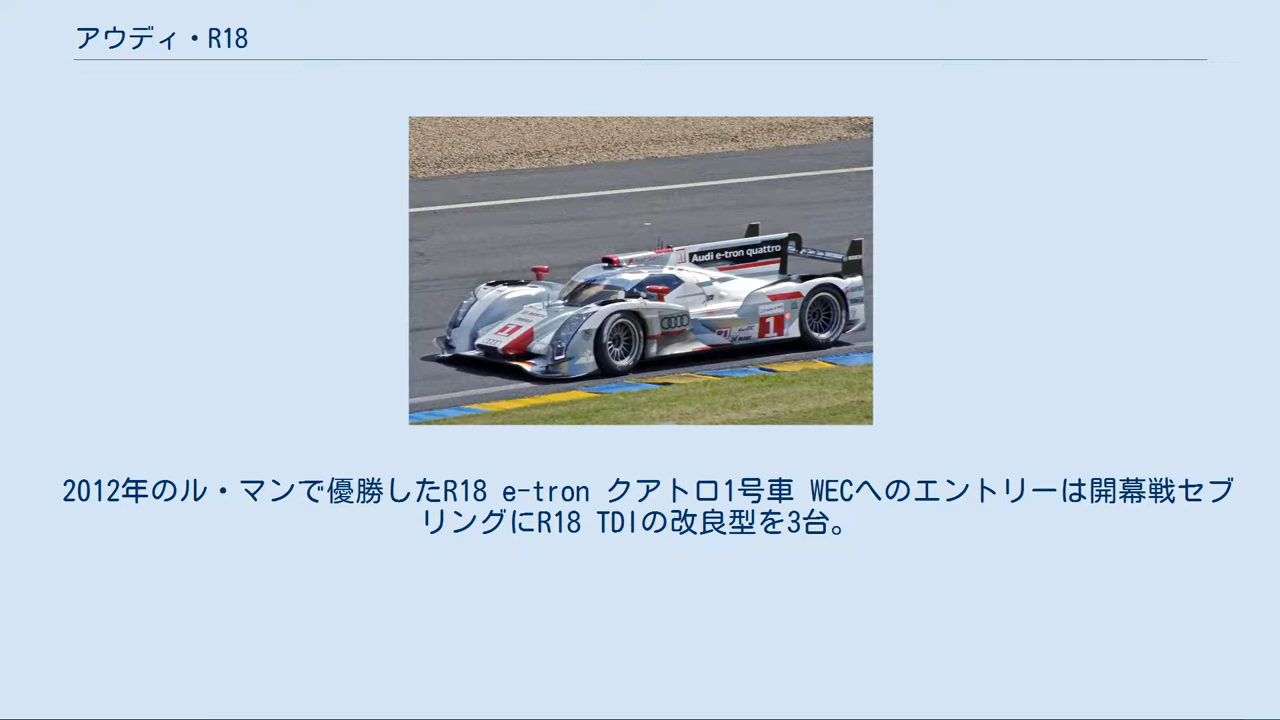 アウディ・R18
Audi e-tron quattro
1
1
2012年のル・マンで優勝したR18 e-tron クアトロ1号車 WECへのエントリーは開幕戦セブ
リングにR18 TDIの改良型を3台。